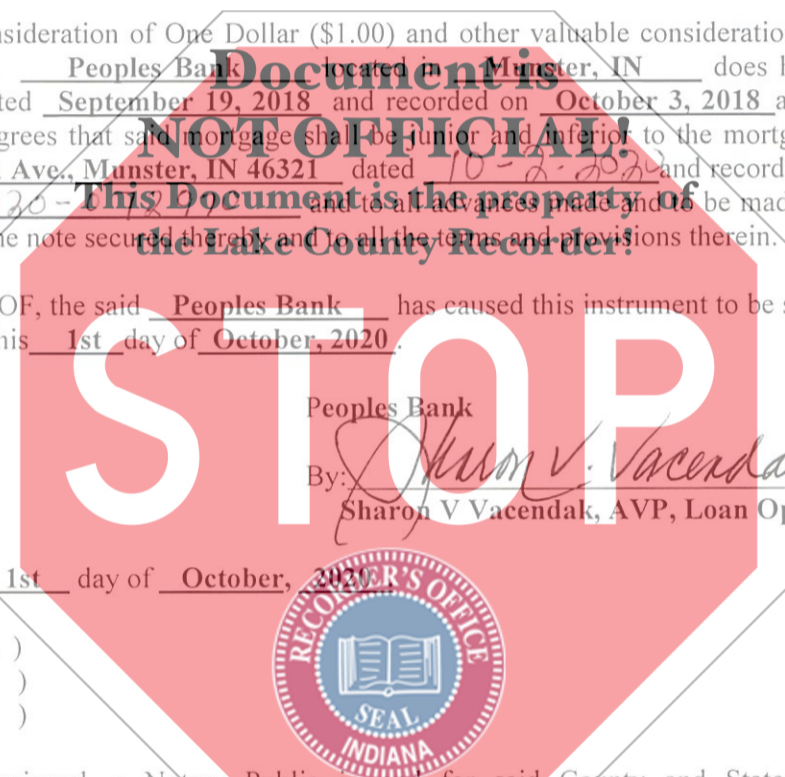 nsideration of One Dollar ($1.00) and other valuable consideratio
Peoples Bank located in Munster, IN does h
Document is
ted September 19, 2018 and recorded on October 3, 2018 a
NOT OFFICIAL!
grees that said mortgage shall be junior and inferior to the mortg
Ave., Munster, IN 46321 dated 10-2-2020 and record
This Document is the property of
and to all advances made and to be mad
the Lake County Recorder!
ne note secured thereby and to all the terms and provisions therein.
OF, the said Peoples Bank has caused this instrument to be s
his 1st day of October, 2020.
STOP
Peoples Bank
By: Sharon V. Vacenda
Sharon V Vacendak, AVP, Loan Op
1st day of October, 2020
RECORDER'S OFFICE
SEAL
INDIANA
)
)
)